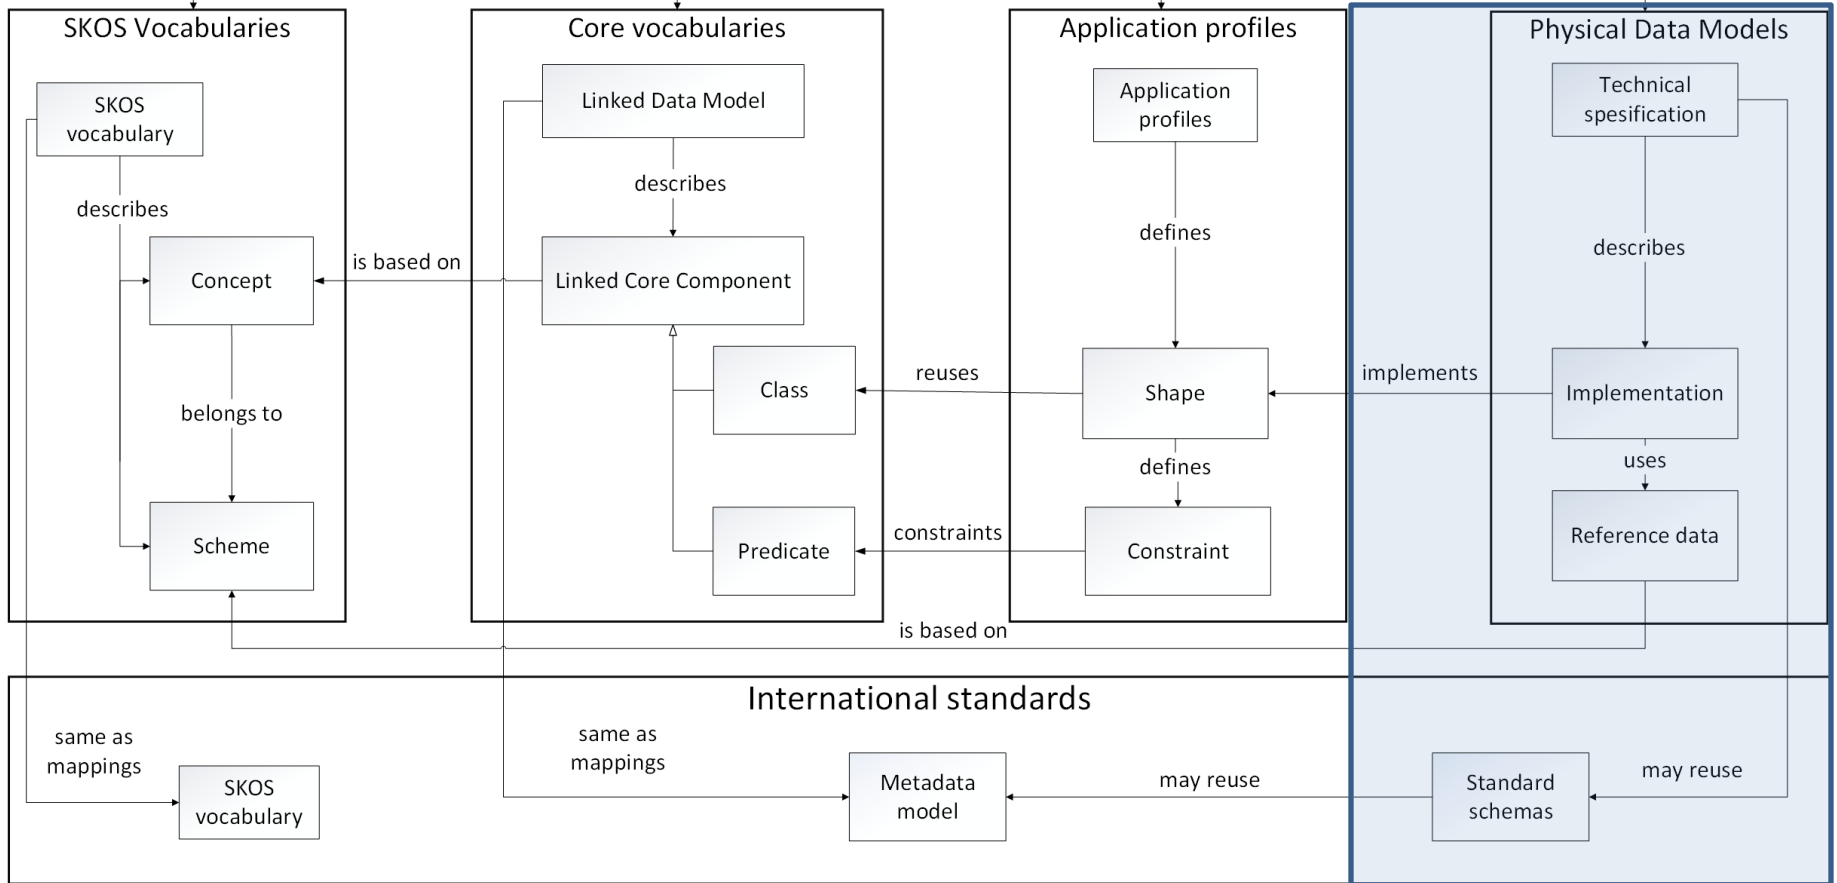 SKOS Vocabularies
SKOS
vocabulary
describes
Concept
belongs to
Scheme
is based on
Core vocabularies
Linked Data Model
describes
Linked Core Component
Class
Predicate
reuses
constraints
Application profiles
Application
profiles
defines
Shape
defines
Constraint
implements
Physical Data Models
Technical
spesification
describes
Implementation
uses
Reference data
is based on
International standards
same as
mappings
SKOS
vocabulary
same as
mappings
Metadata
model
may reuse
Standard
schemas
may reuse